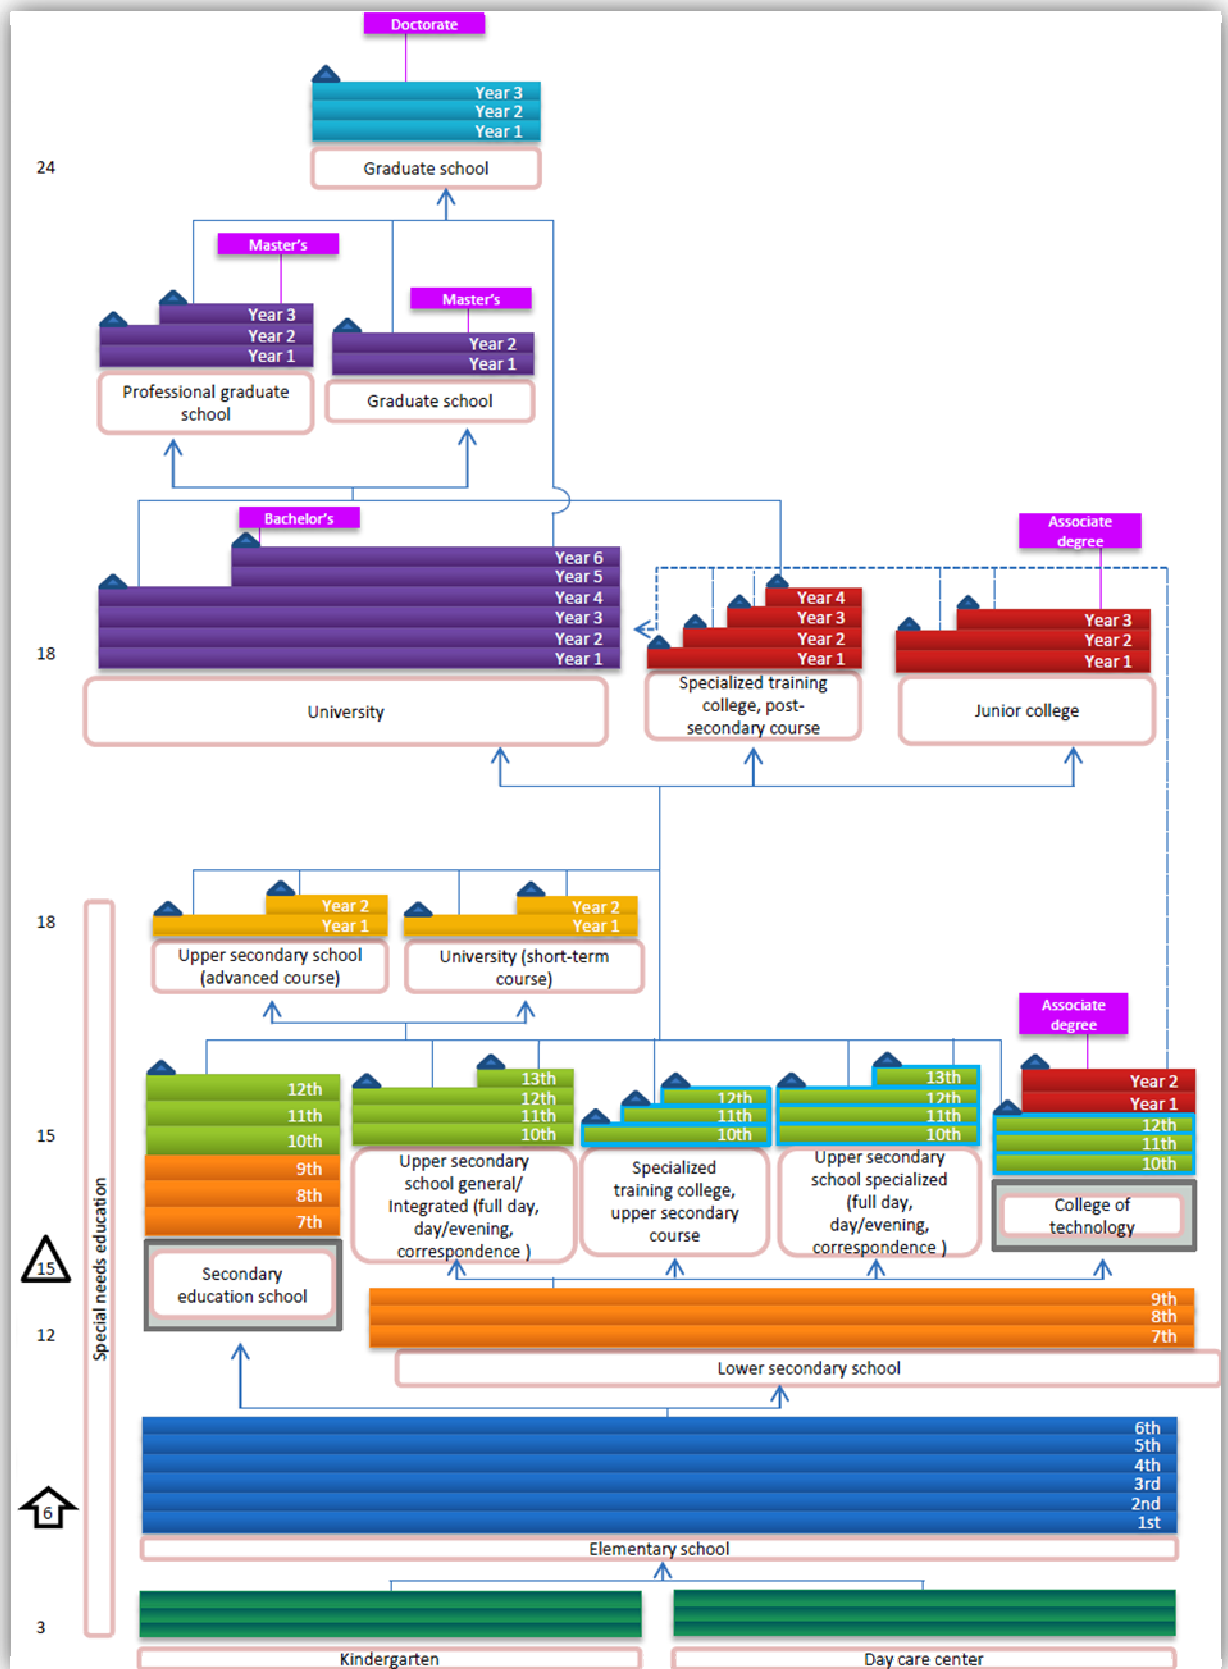 Doctorate
Year 3
Year 2
Year 1
24
Graduate school
Master's
Year 3
Year 2
Year 1
Professional graduate
school
Master's
Year 2
Year 1
Graduate school
Bachelor's
Year 6
Year 5
Year 4
Year 3
Year 2
Year 1
18
University
Year 4
Year 3
Year 2
Year 1
Specialized training
college, post-
secondary course
Associate
degree
Year 3
Year 2
Year 1
Junior college
18
Year 2
Year 1
Upper secondary school
(advanced course)
Year 2
Year 1
University (short-term
course)
Associate
degree
Year 2
Year 1
12th
11th
10th
College of
technology
15
12th
11th
10th
9th
8th
7th
Secondary
education school
13th
12th
11th
10th
Upper secondary
school general/
Integrated (full day,
day/evening,
correspondence )
12th
11th
10th
Specialized
training college,
upper secondary
course
13th
12th
11th
10th
Upper secondary
school specialized
(full day,
day/evening,
correspondence )
Special needs education
15
12
9th
8th
7th
Lower secondary school
6th
5th
4th
3rd
2nd
1st
6
Elementary school
3
Kindergarten
Day care center